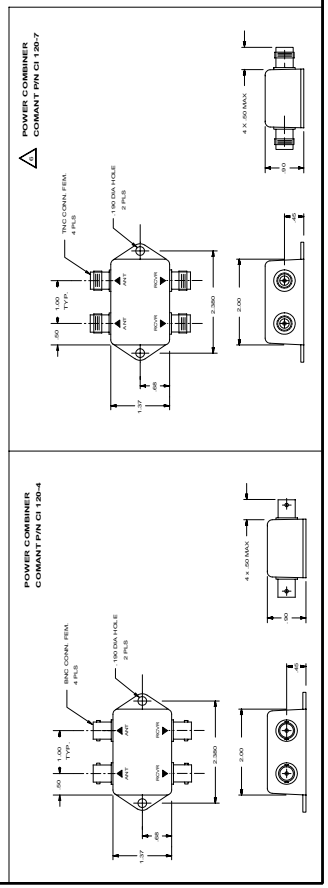 POWER COMBINER
COMANT P/N CI 120-4
BNC CONN. FEM.
4 PLS
1.00
TYP.
.50
ANT
ANT
.190 DIA HOLE
2 PLS
RCVR
RCVR
1.37
.68
2.380
2.00
.45
4 x .50 MAX
.90
6
POWER COMBINER
COMANT P/N CI 120-7
TNC CONN. FEM.
4 PLS
1.00
TYP.
.50
ANT
ANT
.190 DIA HOLE
2 PLS
RCVR
RCVR
1.37
.68
2.380
2.00
.45
4 X .50 MAX
.90